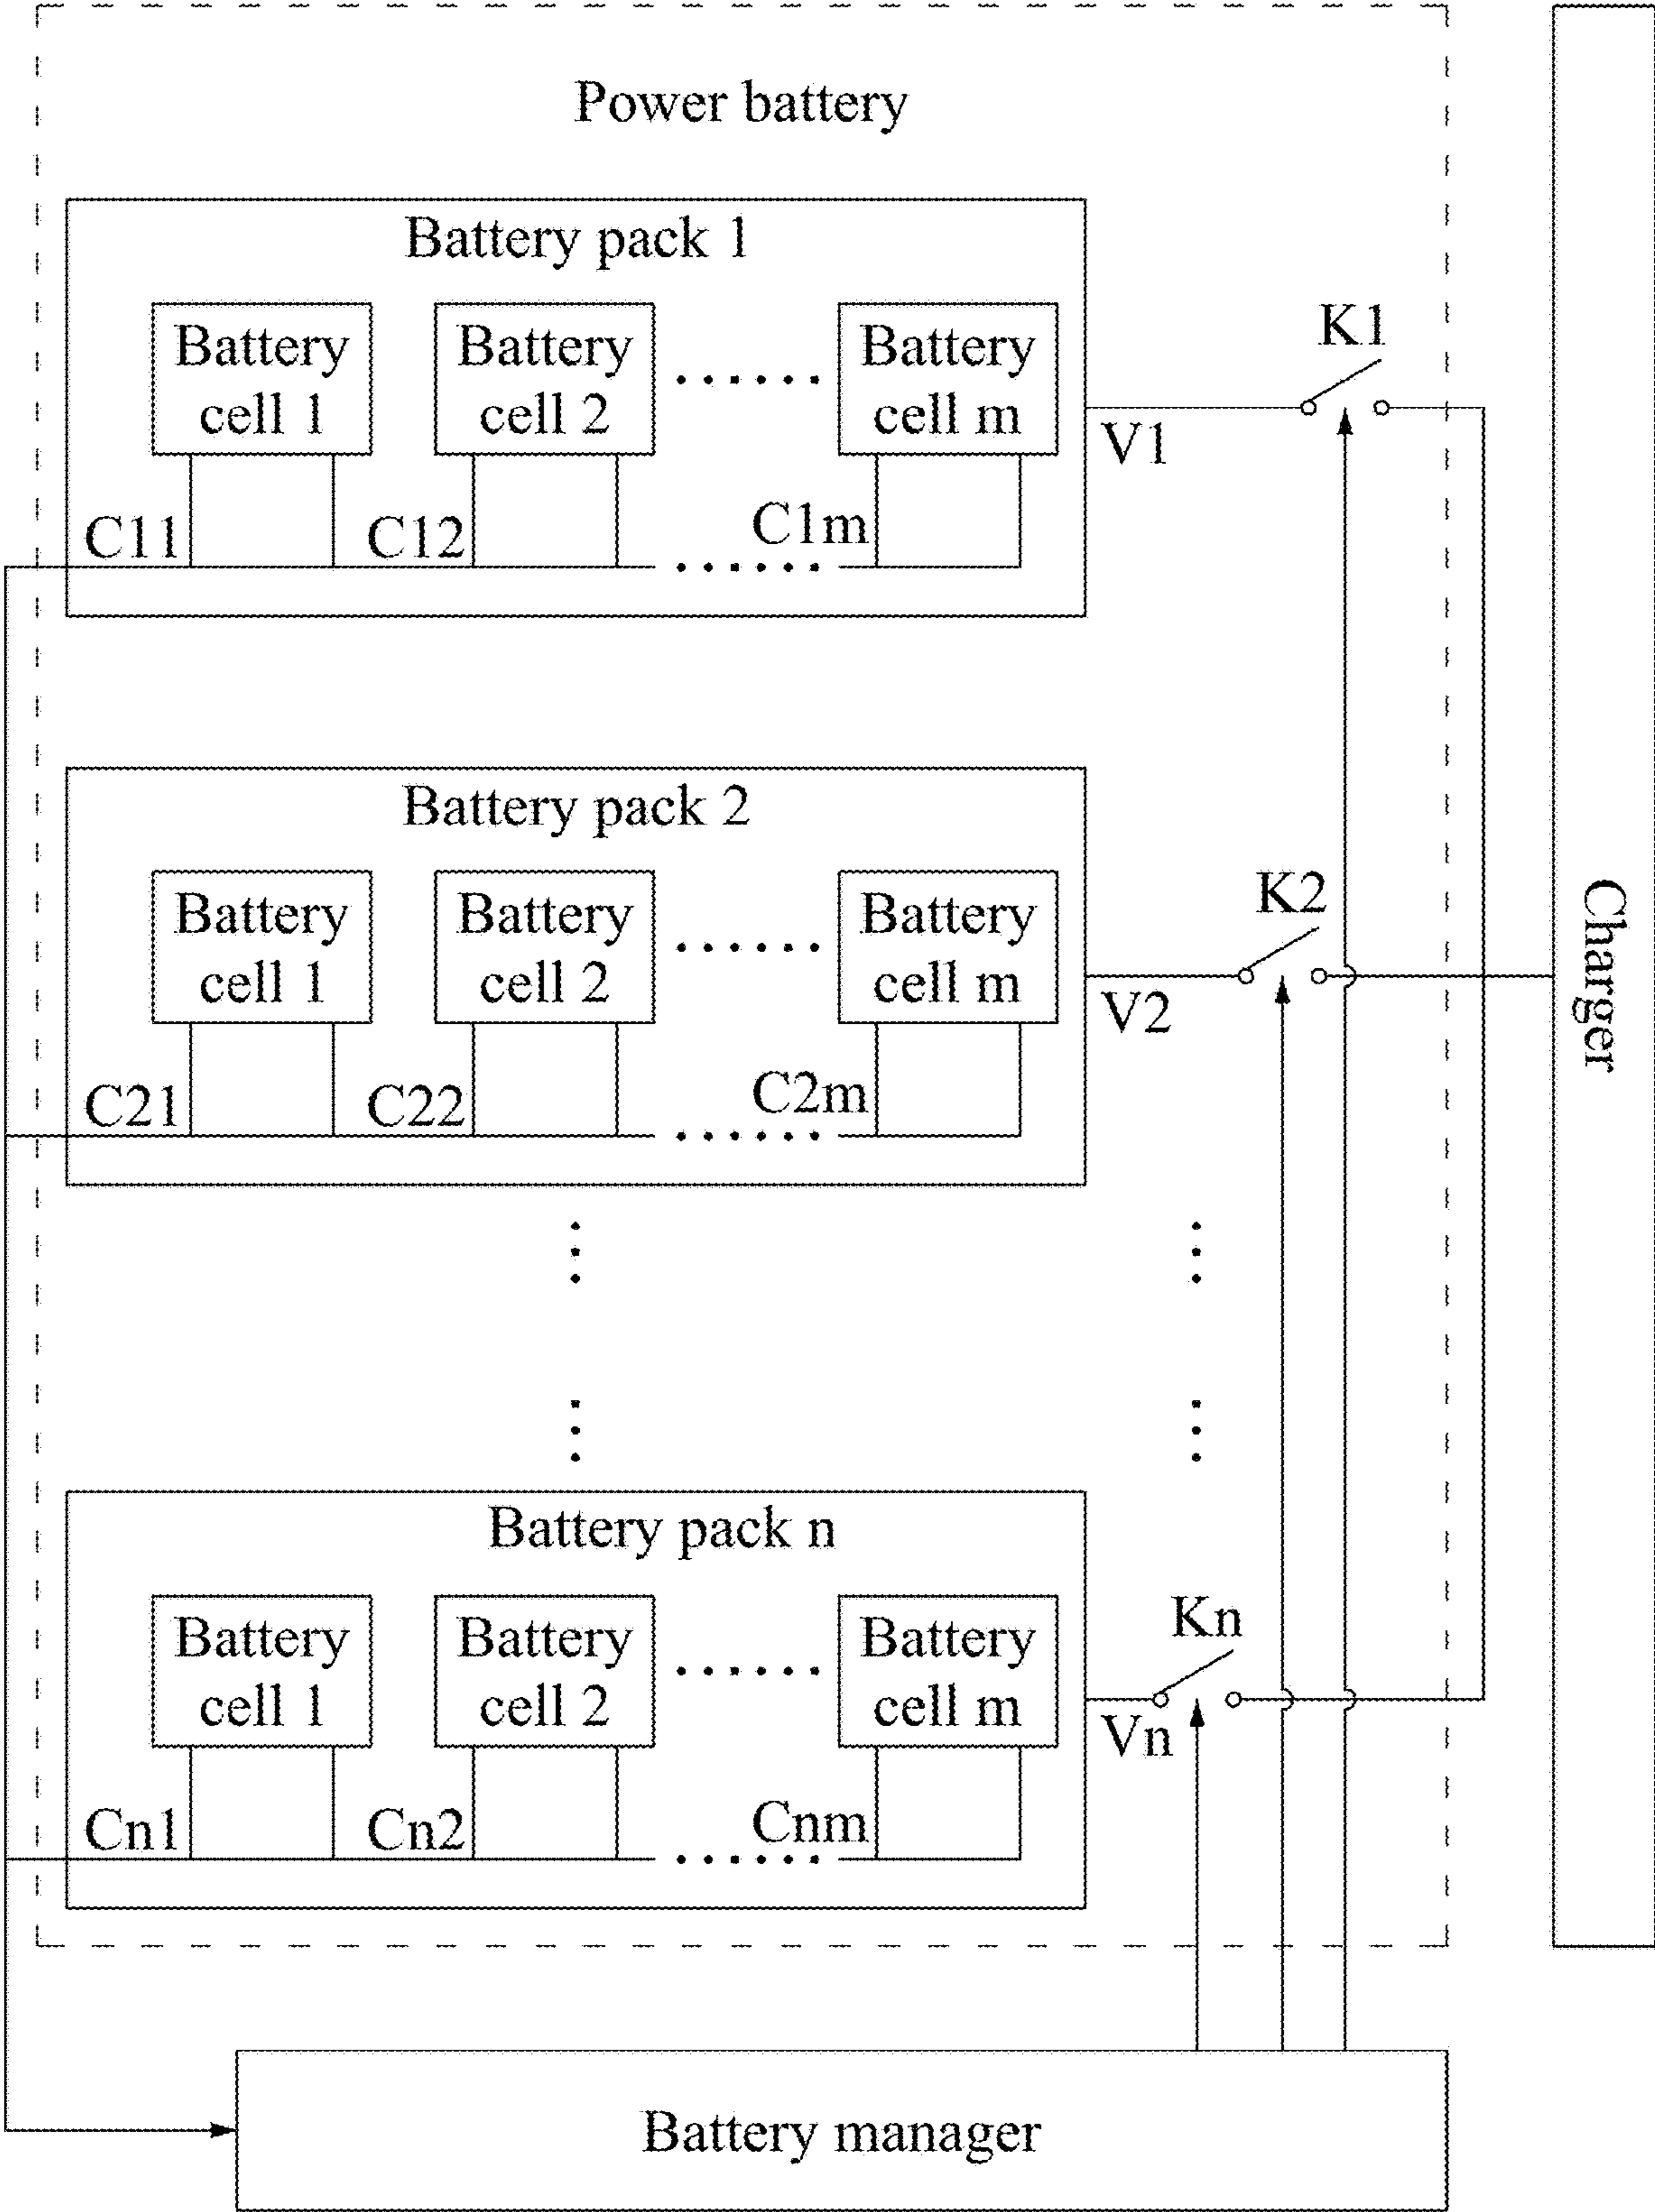 Power battery
Battery pack 1
Battery
cell 1
Battery
cell 2
Battery
cell m
K1
V1
C11
C12
C1m
Battery pack 2
Battery
cell 1
Battery
cell 2
Battery
cell m
K2
V2
C21
C22
C2m
Charger
Battery pack n
Battery
cell 1
Battery
cell 2
Battery
cell m
Kn
Vn
Cn1
Cn2
Cnm
Battery manager